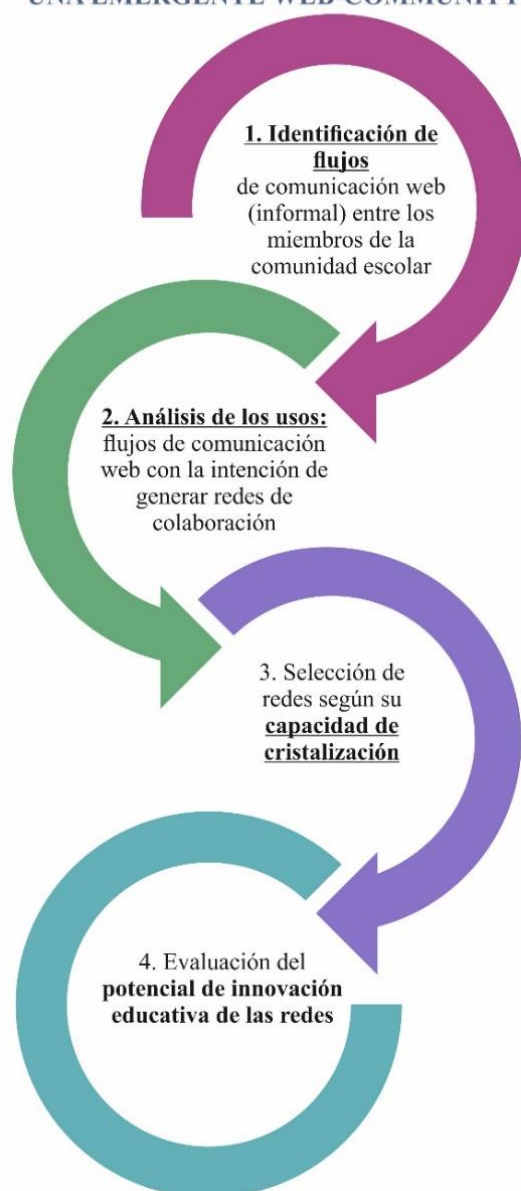 UNA EMERGENTE WEB COMMUNITY
1. Identificación de
flujos
de comunicación web
(informal) entre los
miembros de la
comunidad escolar
2. Análisis de los usos:
flujos de comunicación
web con la intención de
generar redes de
colaboración
3. Selección de
redes según su
capacidad de
cristalización
4. Evaluación del
potencial de innovación
educativa de las redes